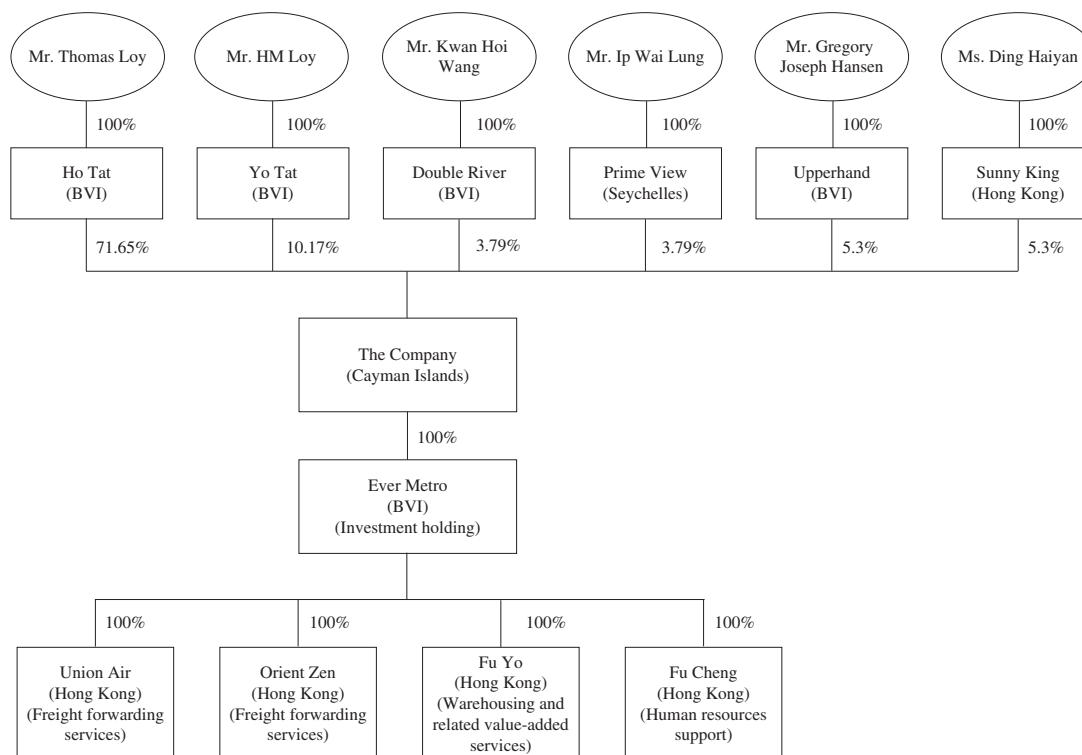 Mr. Thomas Loy
Mr. HM Loy
Mr. Kwan Hoi
Wang
Mr. Ip Wai Lung
Mr. Gregory
Joseph Hansen
Ms. Ding Haiyan
100%
100%
100%
100%
100%
100%
Ho Tat
(BVI)
Yo Tat
(BVI)
Double River
(BVI)
Prime View
(Seychelles)
Upperhand
(BVI)
Sunny King
(Hong Kong)
71.65%
10.17%
3.79%
3.79%
5.3%
5.3%
The Company
(Cayman Islands)
100%
Ever Metro
(BVI)
(Investment holding)
100%
100%
100%
100%
Union Air
(Hong Kong)
(Freight forwarding
services)
Orient Zen
(Hong Kong)
(Freight forwarding
services)
Fu Yo
(Hong Kong)
(Warehousing and
related value-added
services)
Fu Cheng
(Hong Kong)
(Human resources
support)